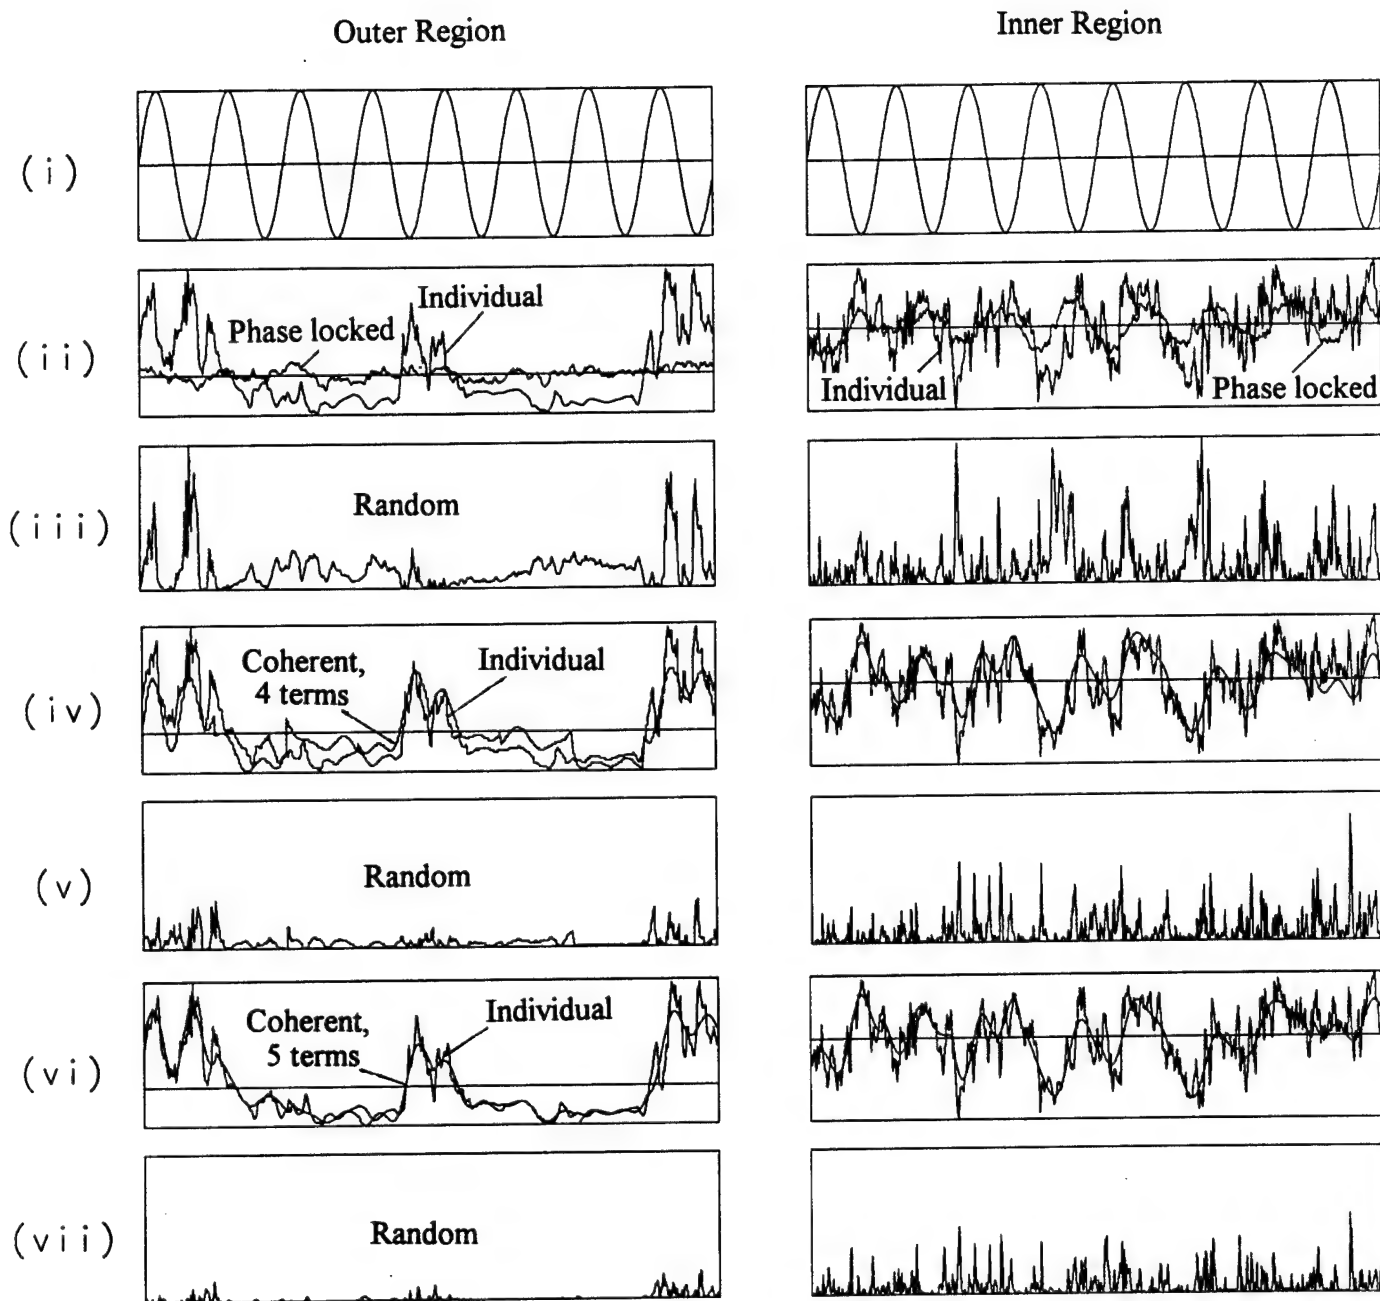 Outer Region
Inner Region
(i)
(ii)
Individual
Phase locked
Individual
Phase locked
(iii)
Random
(iv)
Coherent,
4 terms
Individual
(v)
Random
(vi)
Coherent,
5 terms
Individual
(vii)
Random